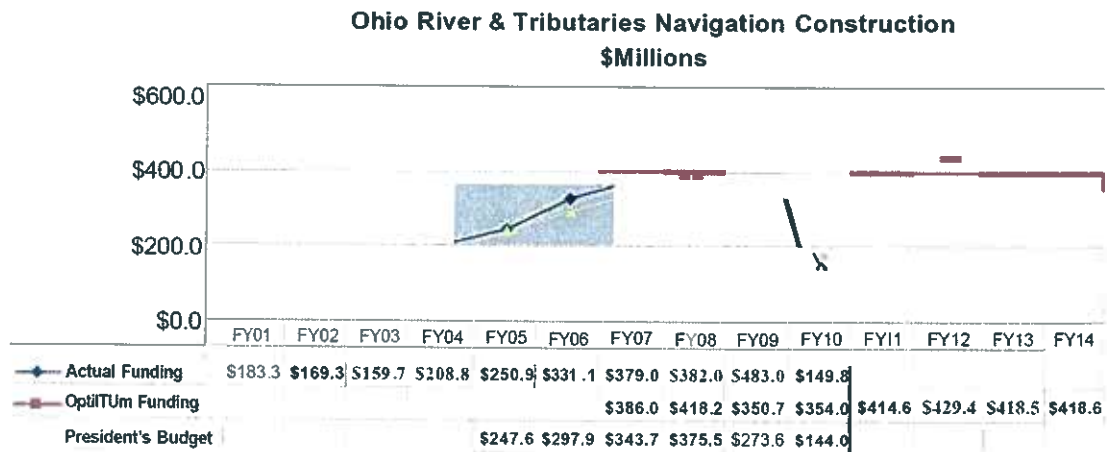 Ohio River & Tributaries Navigation Construction
$Millions
$600.0
$400.0
$200.0
$0.0
FY01 FY02 FY03 FY04 FY05 FY06 FY07 FY08 FY09 FY10 FYI1 FY12 FY13 FY14
Actual Funding $183.3 $169.3 $159.7 $208.8 $250.9 $331.1 $379.0 $382.0 $483.0 $149.8
OptilTUm Funding $386.0 $418.2 $350.7 $354.0 $414.6 $429.4 $418.5 $418.6
President's Budget $247.6 $297.9 $343.7 $375.5 $273.6 $144.0